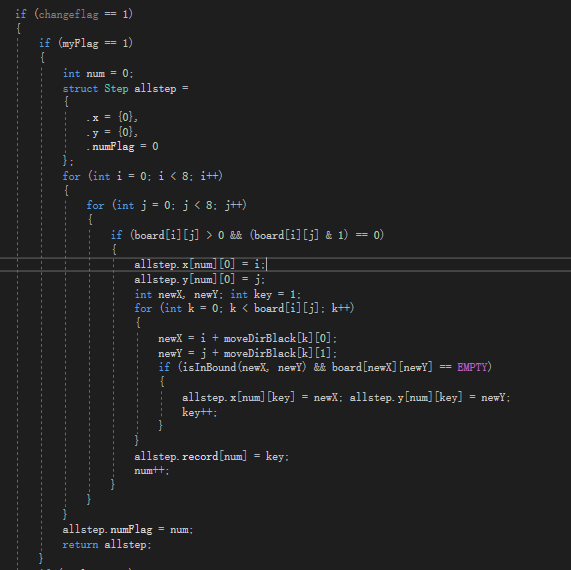 if (changeflag == 1)
{
if (myFlag == 1)
{
int num = 0;
struct Step allstep =
{
.x = {0},
.y = {0},
.numFlag = 0
};
for (int i = 0; i < 8; i++)
{
for (int j = 0; j < 8; j++)
{
if (board[i][j] > 0 && (board[i][j] & 1) == 0)
{
allstep.x[num][0] = i;
allstep.y[num][0] = j;
int newX, newY; int key = 1;
for (int k = 0; k < board[i][j]; k++)
{
newX = i + moveDirBlack[k][0];
newY = j + moveDirBlack[k][1];
if (isInBound(newX, newY) && board[newX][newY] == EMPTY)
{
allstep.x[num][key] = newX; allstep.y[num][key] = newY;
key++;
}
}
allstep.record[num] = key;
num++;
}
}
}
allstep.numFlag = num;
return allstep;
}